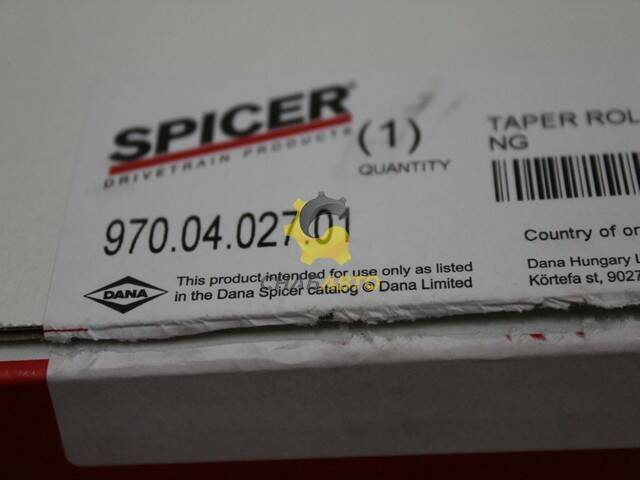 SPICER
DRIVETRAIN PRODUCTS
(1)
QUANTITY
TAPER ROL
NG
970.04.027.01
Country of or
Dana Hungary L
Körtefa st, 9027
DANA
This product intended for use only as listed
in the Dana Spicer catalog © Dana Limited
СНАБАВТО